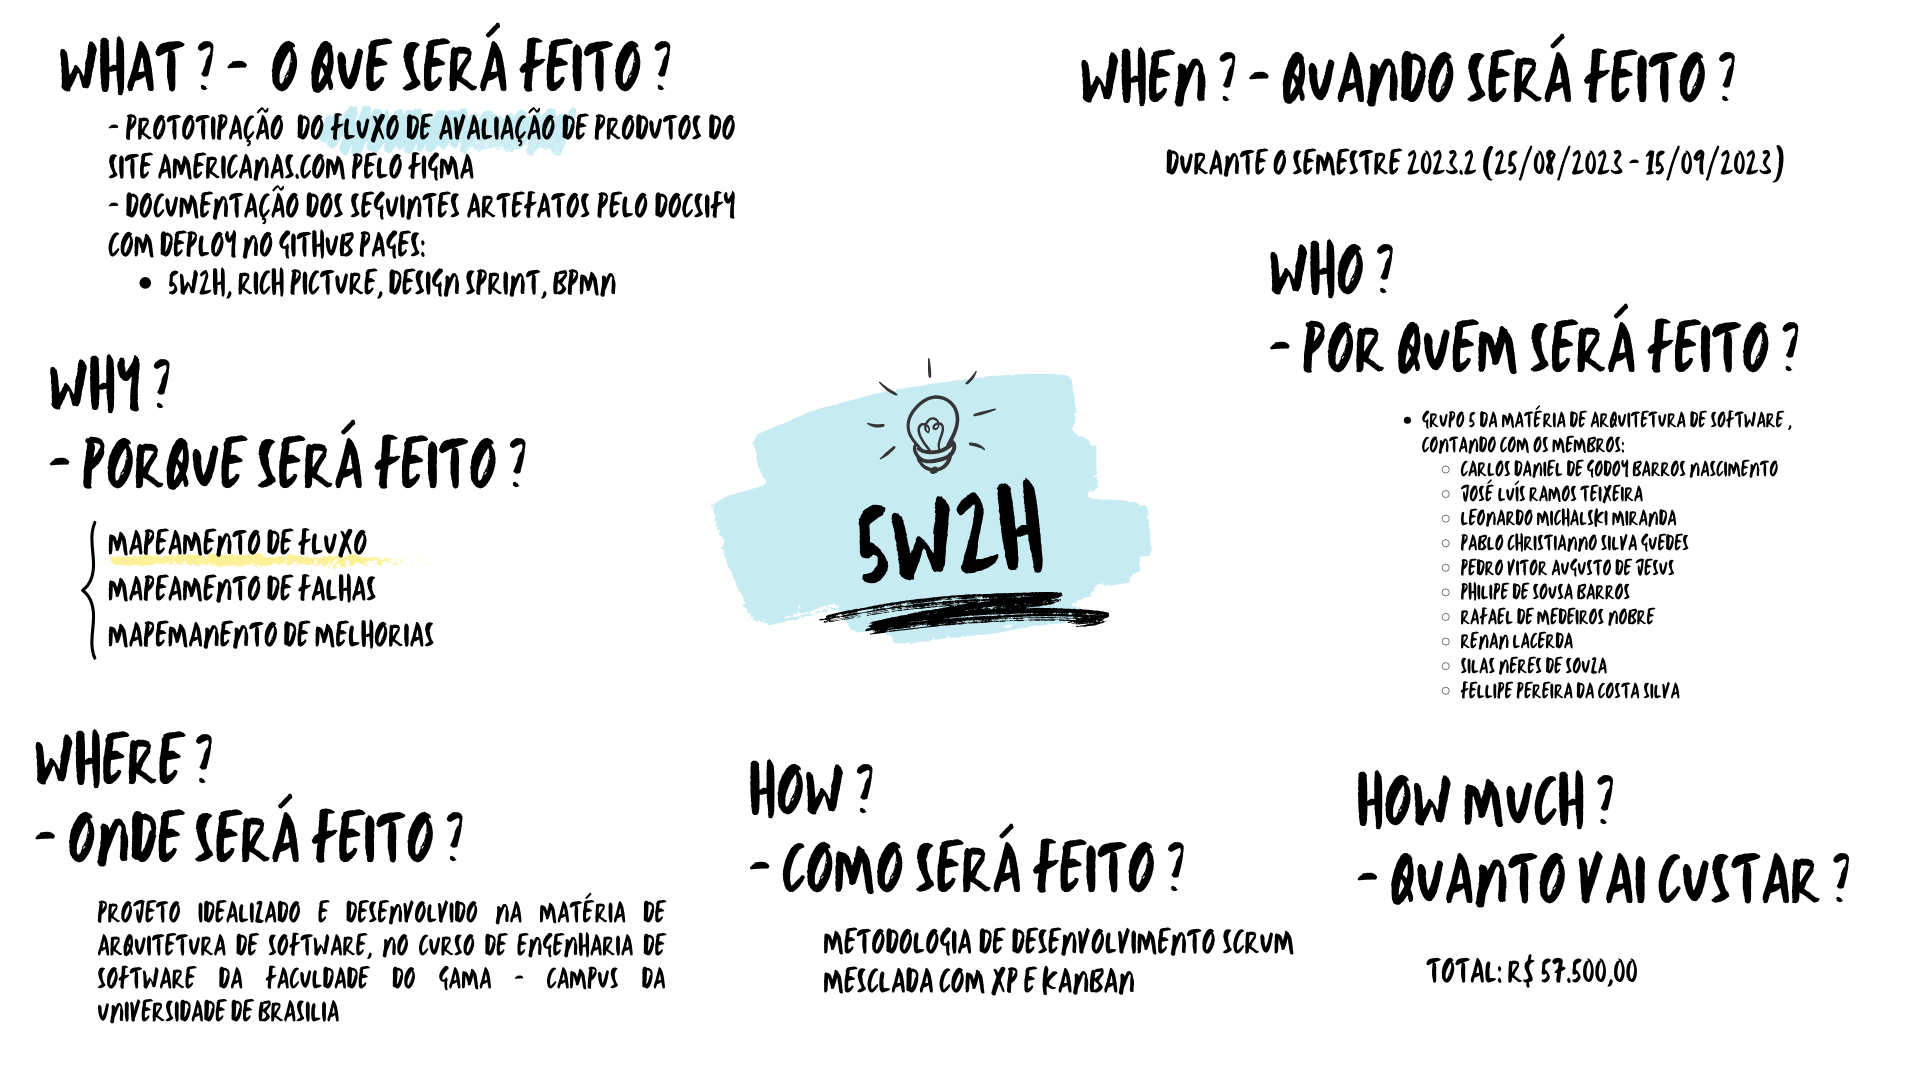 WHAT ? - O QUE SERÁ FEITO ?
- PROTOTIPAÇÃO DO FLUXO DE AVALIAÇÃO DE PRODUTOS DO
SITE AMERICANAS.COM PELO FIGMA
- DOCUMENTAÇÃO DOS SEGUINTES ARTEFATOS PELO DOCSIFY
COM DEPLOY NO GITHUB PAGES:
• 5W2H, RICH PICTURE, DESIGN SPRINT, BPMN
WHY ?
- PORQUE SERÁ FEITO ?
MAPEAMENTO DE FLUXO
MAPEAMENTO DE FALHAS
MAPEMANENTO DE MELHORIAS
WHERE ?
- ONDE SERÁ FEITO ?
PROJETO IDEALIZADO E DESENVOLVIDO NA MATÉRIA DE
ARQUITETURA DE SOFTWARE, NO CURSO DE ENGENHARIA DE
SOFTWARE DA FACULDADE DO GAMA - CAMPUS DA
UNIVERSIDADE DE BRASILIA
5W2H
HOW ?
- COMO SERÁ FEITO ?
METODOLOGIA DE DESENVOLVIMENTO SCRUM
MESCLADA COM XP E KANBAN
WHEN ? - QUANDO SERÁ FEITO ?
DURANTE O SEMESTRE 2023.2 (25/08/2023 - 15/09/2023)
WHO ?
- POR QUEM SERÁ FEITO ?
• GRUPO 5 DA MATÉRIA DE ARQUITETURA DE SOFTWARE ,
CONTANDO COM OS MEMBROS:
○ CARLOS DANIEL DE GODOY BARROS NASCIMENTO
○ JOSÉ LUÍS RAMOS TEIXEIRA
○ LEONARDO MICHALSKI MIRANDA
○ PABLO CHRISTIANNO SILVA GUEDES
○ PEDRO VITOR AUGUSTO DE JESUS
○ PHILIPE DE SOUSA BARROS
○ RAFAEL DE MEDEIROS NOBRE
○ RENAN LACERDA
○ SILAS NERES DE SOUZA
○ FELLIPE PEREIRA DA COSTA SILVA
HOW MUCH ?
- QUANTO VAI CUSTAR ?
TOTAL: R$ 57.500,00